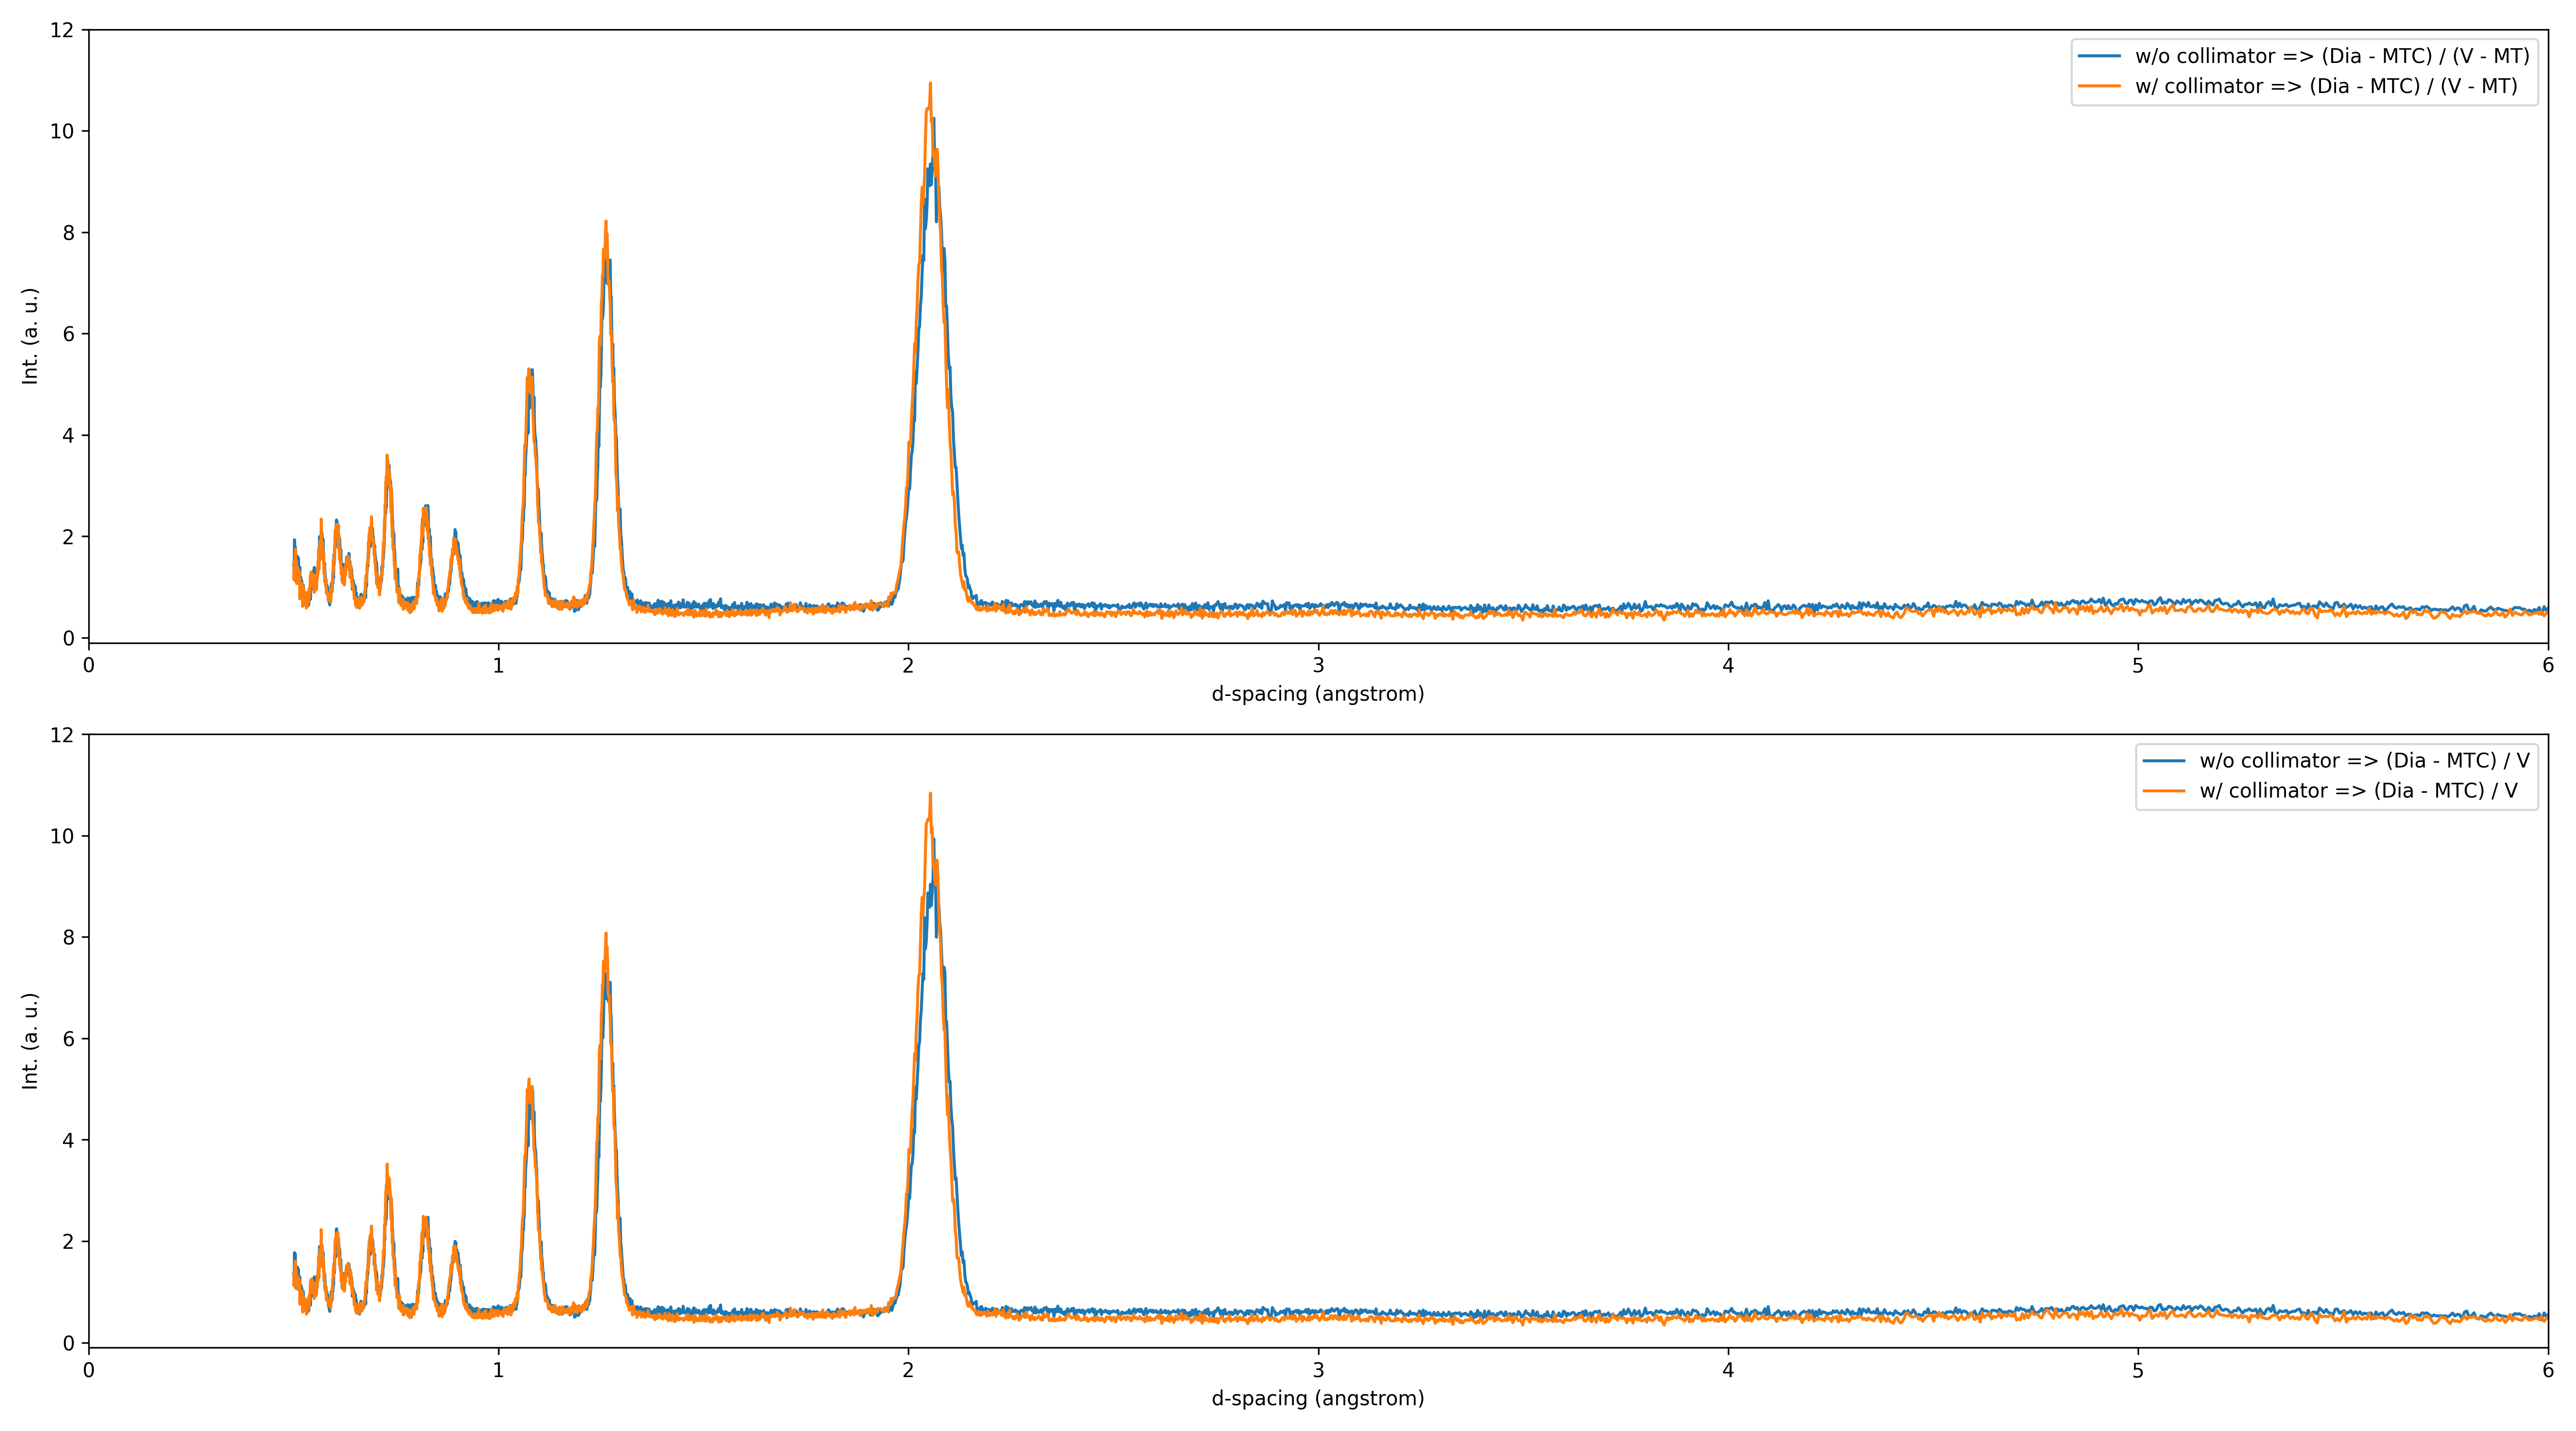 12
10
8
6
4
2
0
Int. (a. u.)
w/o collimator => (Dia - MTC) / (V - MT)
w/ collimator => (Dia - MTC) / (V - MT)
0 1 2 3 4 5 6
d-spacing (angstrom)
12
10
8
6
4
2
0
Int. (a. u.)
w/o collimator => (Dia - MTC) / V
w/ collimator => (Dia - MTC) / V
0 1 2 3 4 5 6
d-spacing (angstrom)